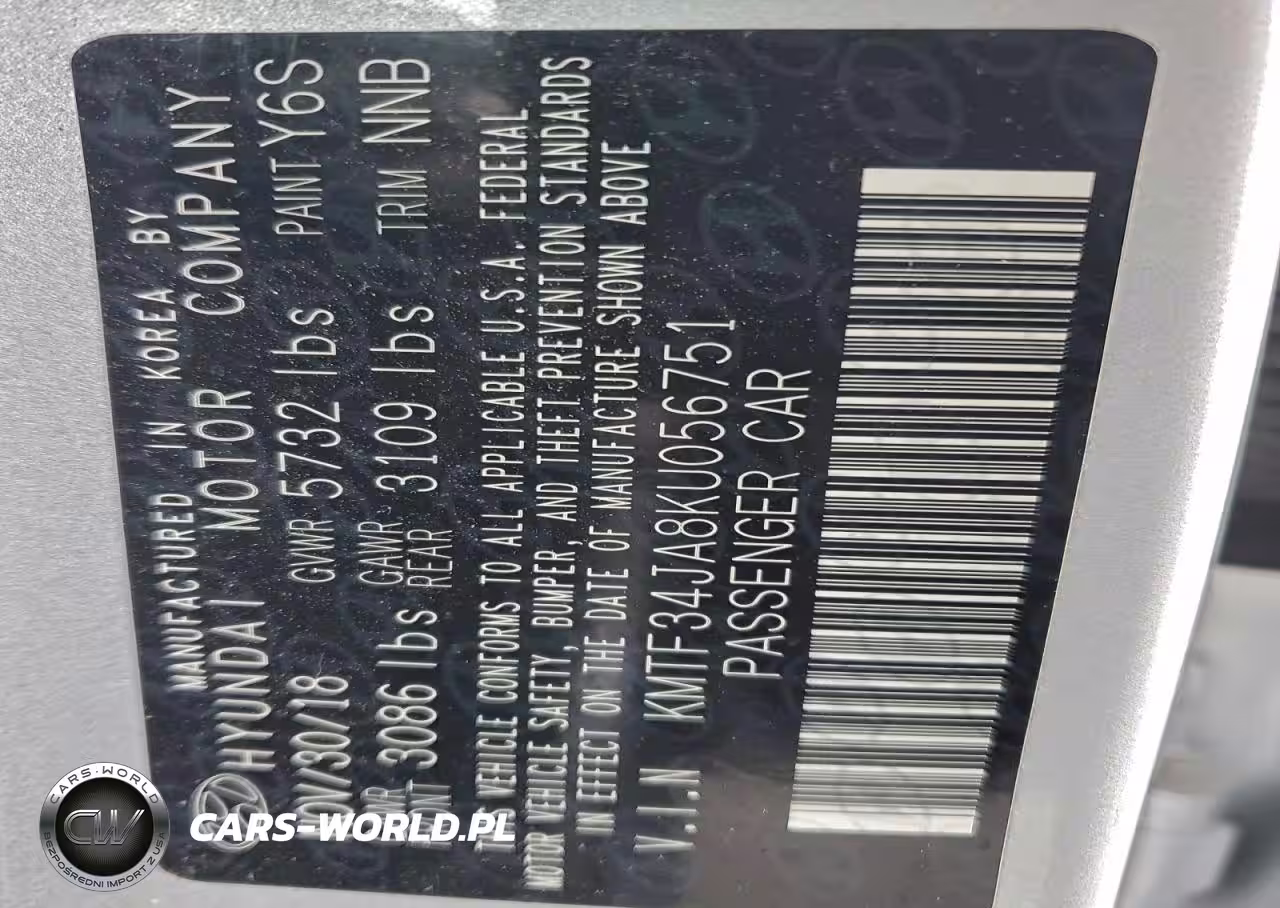 MANUFACTURED IN KOREA BY
HYUNDAI MOTOR COMPANY
01/30/18 GVWR 5732 lbs PAINT Y6S
GAWR FRNT 3086 lbs GAWR REAR 3109 lbs TRIM NNB
THIS VEHICLE CONFORMS TO ALL APPLICABLE U.S.A. FEDERAL
MOTOR VEHICLE SAFETY, BUMPER, AND THEFT PREVENTION STANDARDS
IN EFFECT ON THE DATE OF MANUFACTURE SHOWN ABOVE
V.I.N KMTF34JA8KU056751
PASSENGER CAR
CARS-WORLD
CW
BEZPOŚREDNI IMPORT Z USA
CARS-WORLD.PL